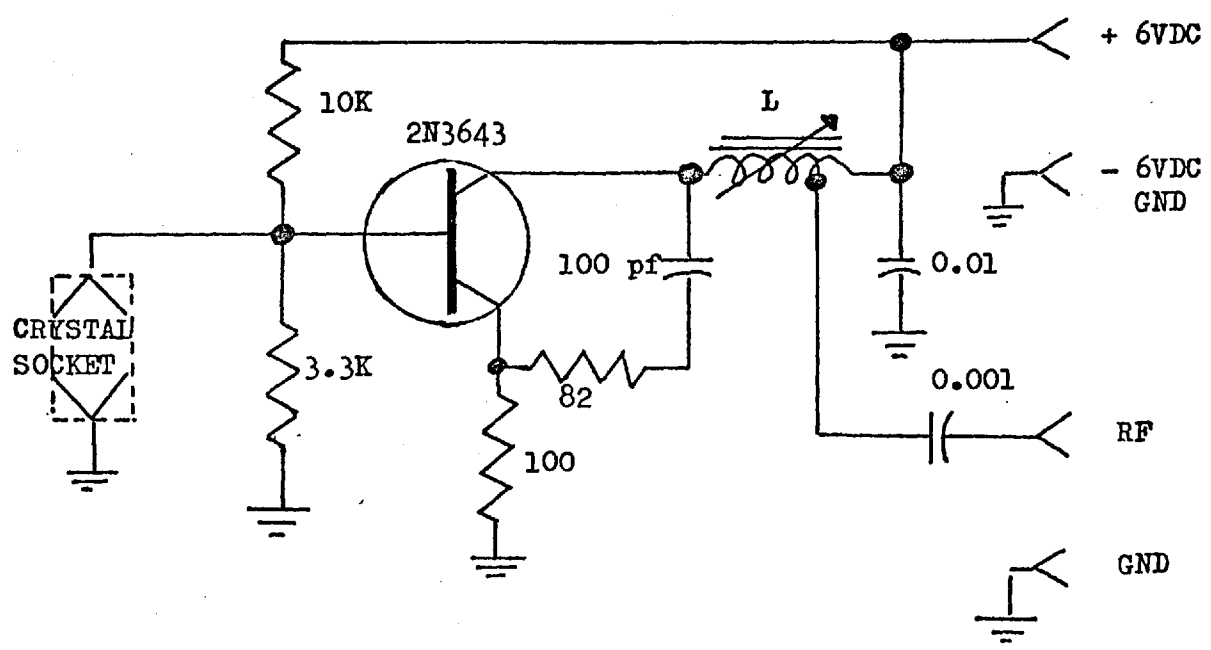 + 6VDC
10K
L
2N3643
- 6VDC
GND
100 pf
0.01
CRYSTAL
SOCKET
3.3K
82
0.001
100
RF
GND